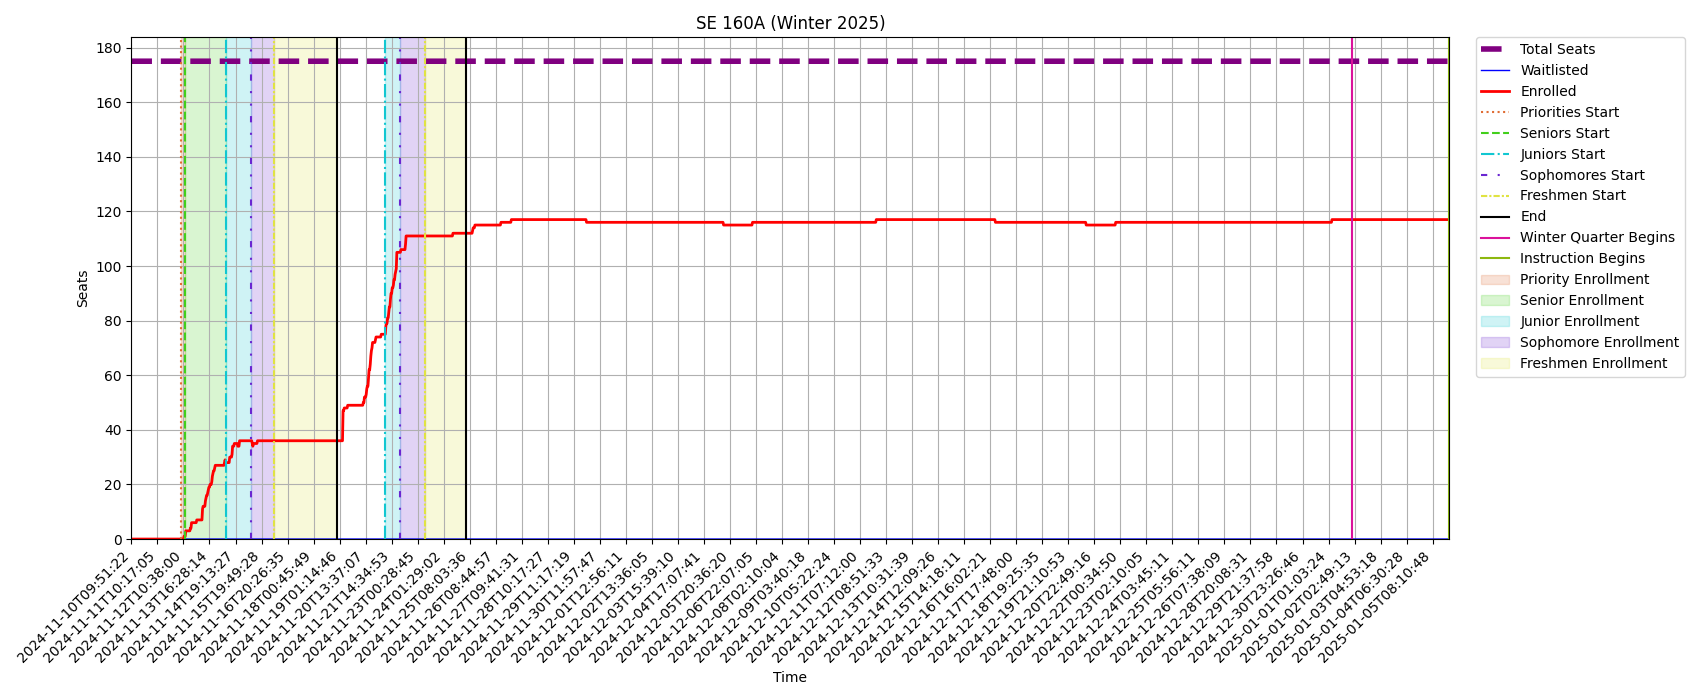 SE 160A (Winter 2025)
Seats
180
160
140
120
100
80
60
40
20
0
2024-11-10T09:51:22
2024-11-11T10:17:05
2024-11-12T10:38:00
2024-11-13T16:28:14
2024-11-14T19:13:27
2024-11-15T19:49:28
2024-11-16T20:26:35
2024-11-18T00:45:49
2024-11-19T01:14:46
2024-11-20T13:37:07
2024-11-21T14:34:53
2024-11-23T00:28:45
2024-11-24T01:29:02
2024-11-25T08:03:36
2024-11-26T08:44:57
2024-11-27T09:41:31
2024-11-28T10:17:27
2024-11-29T11:17:19
2024-11-30T11:57:47
2024-12-01T12:56:11
2024-12-02T13:36:05
2024-12-03T15:39:10
2024-12-04T17:07:41
2024-12-05T20:36:20
2024-12-06T22:07:05
2024-12-08T02:10:04
2024-12-09T03:40:18
2024-12-10T05:22:24
2024-12-11T07:12:00
2024-12-12T08:51:33
2024-12-13T10:31:39
2024-12-14T12:09:26
2024-12-15T14:18:11
2024-12-16T16:02:21
2024-12-17T17:48:00
2024-12-18T19:25:35
2024-12-19T21:10:53
2024-12-20T22:49:16
2024-12-22T00:34:50
2024-12-23T02:10:05
2024-12-24T03:45:11
2024-12-25T05:56:11
2024-12-26T07:38:09
2024-12-28T20:08:31
2024-12-29T21:37:58
2024-12-30T23:26:46
2025-01-01T01:03:24
2025-01-02T02:49:13
2025-01-03T04:53:18
2025-01-04T06:30:28
2025-01-05T08:10:48
Time
Total Seats
Waitlisted
Enrolled
Priorities Start
Seniors Start
Juniors Start
Sophomores Start
Freshmen Start
End
Winter Quarter Begins
Instruction Begins
Priority Enrollment
Senior Enrollment
Junior Enrollment
Sophomore Enrollment
Freshmen Enrollment